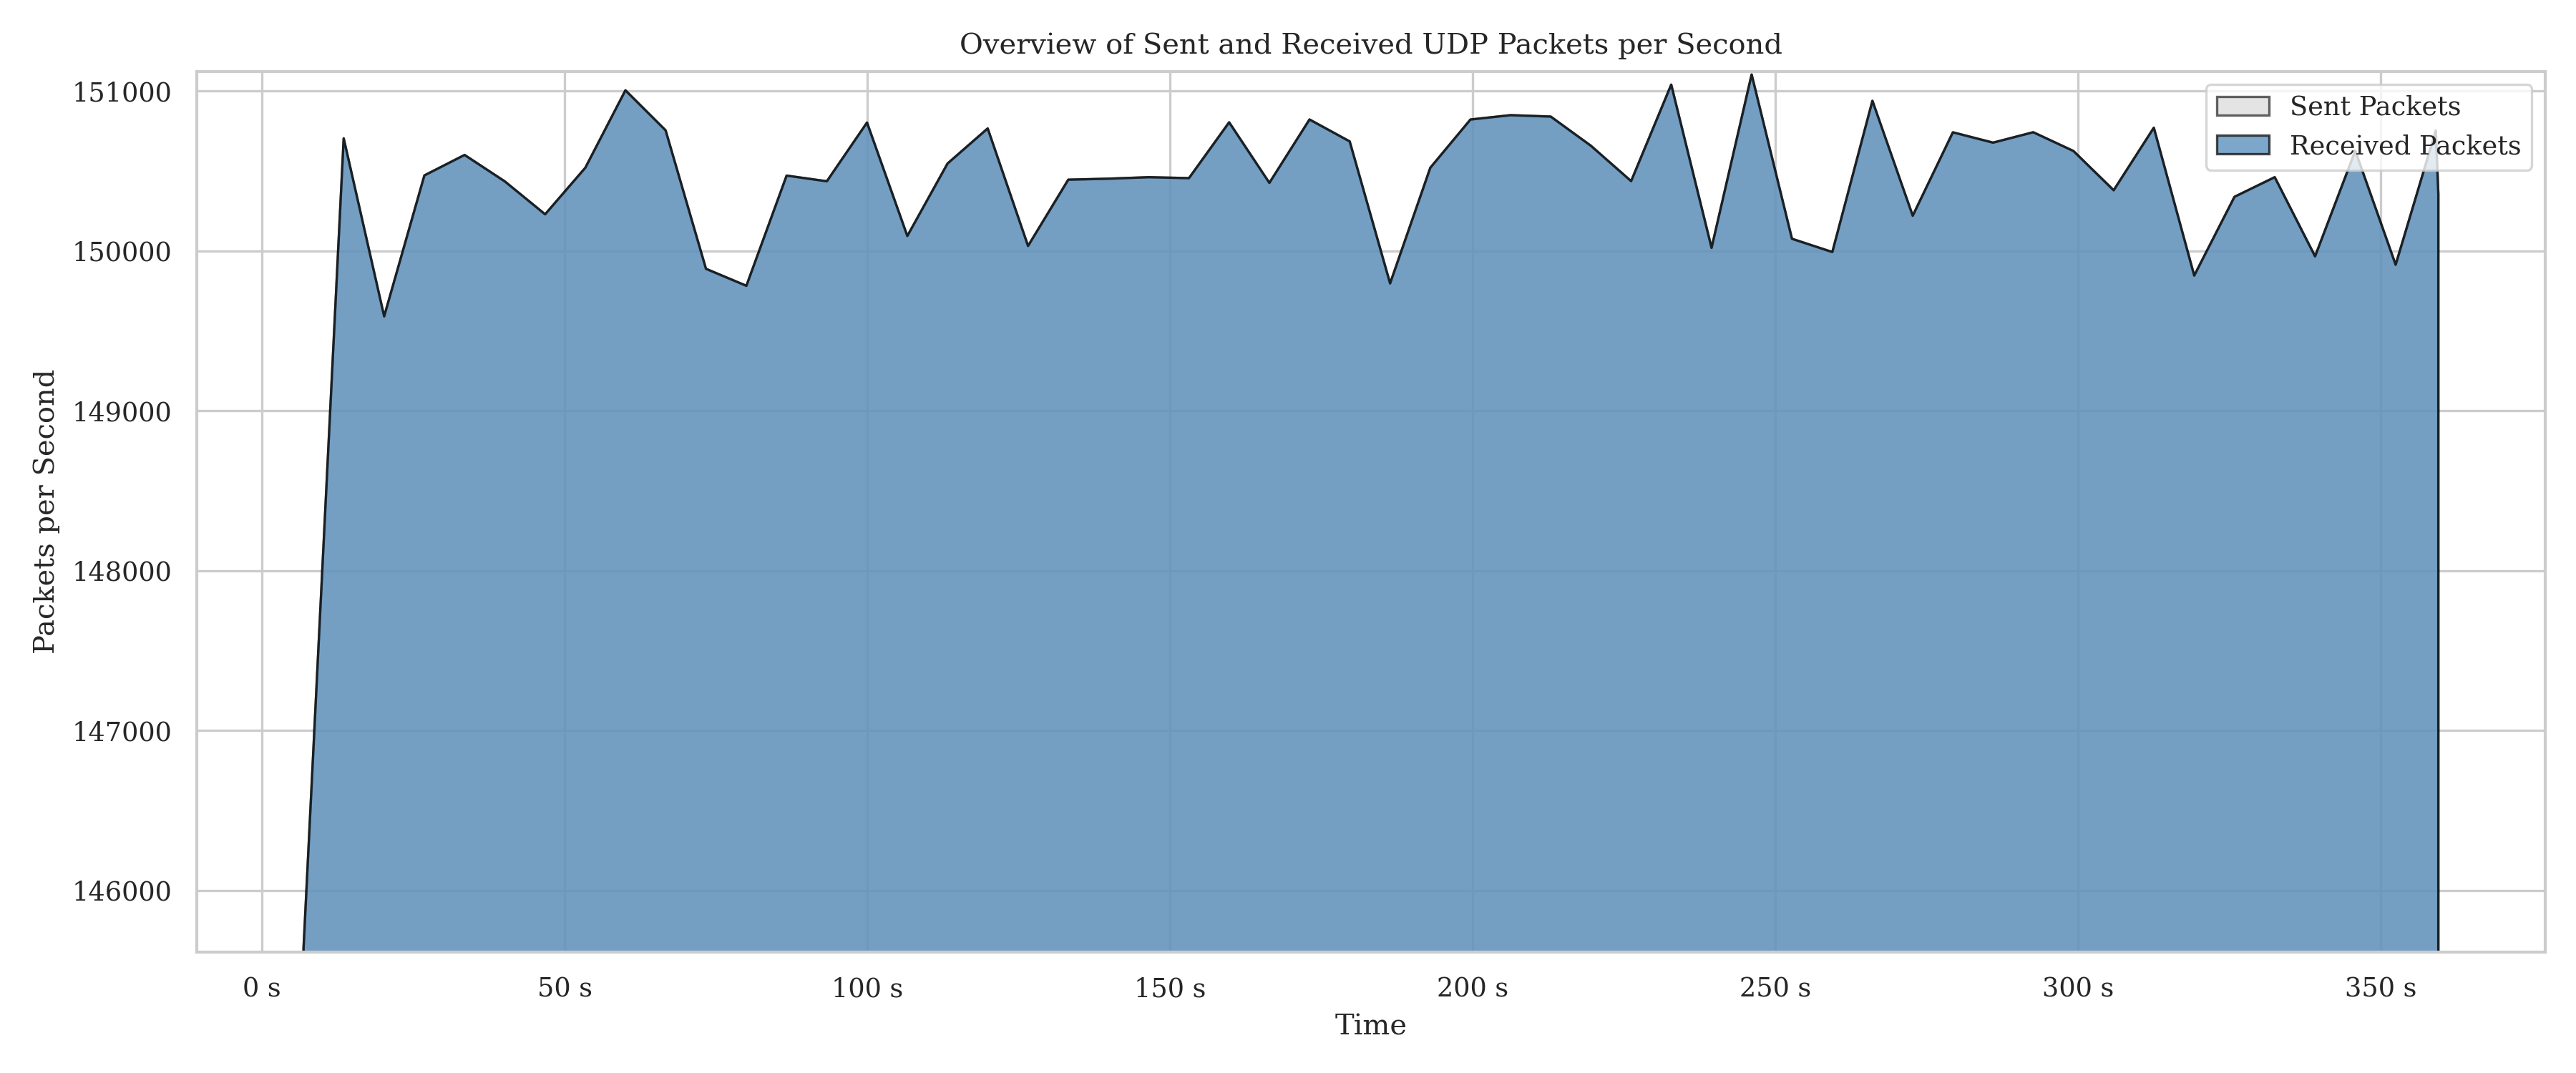 Overview of Sent and Received UDP Packets per Second
151000
150000
149000
148000
147000
146000
Packets per Second
Sent Packets
Received Packets
0 s 50 s 100 s 150 s 200 s 250 s 300 s 350 s
Time